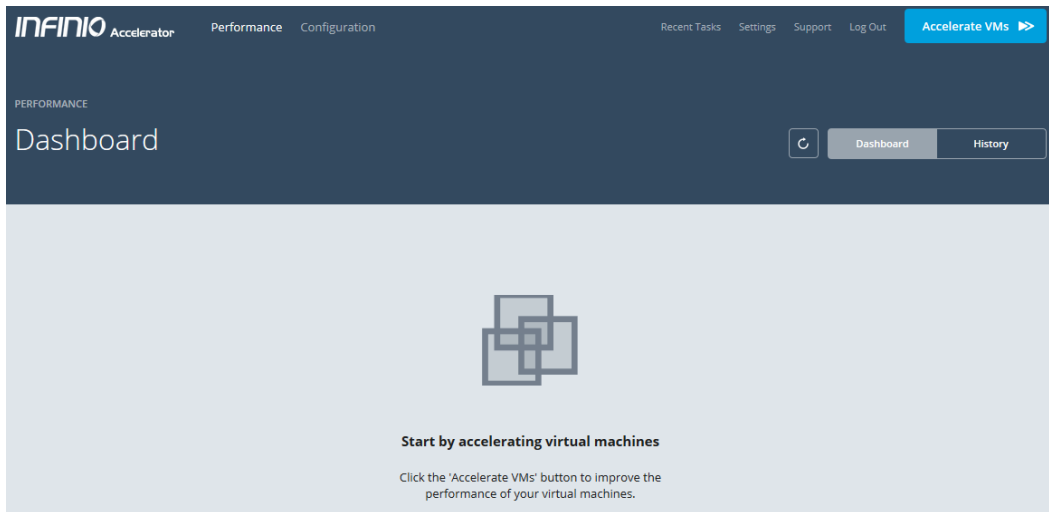 INFINIO Accelerator Performance Configuration Recent Tasks Settings Support Log Out Accelerate VMs
PERFORMANCE
Dashboard
Dashboard History
Start by accelerating virtual machines
Click the 'Accelerate VMs' button to improve the
performance of your virtual machines.